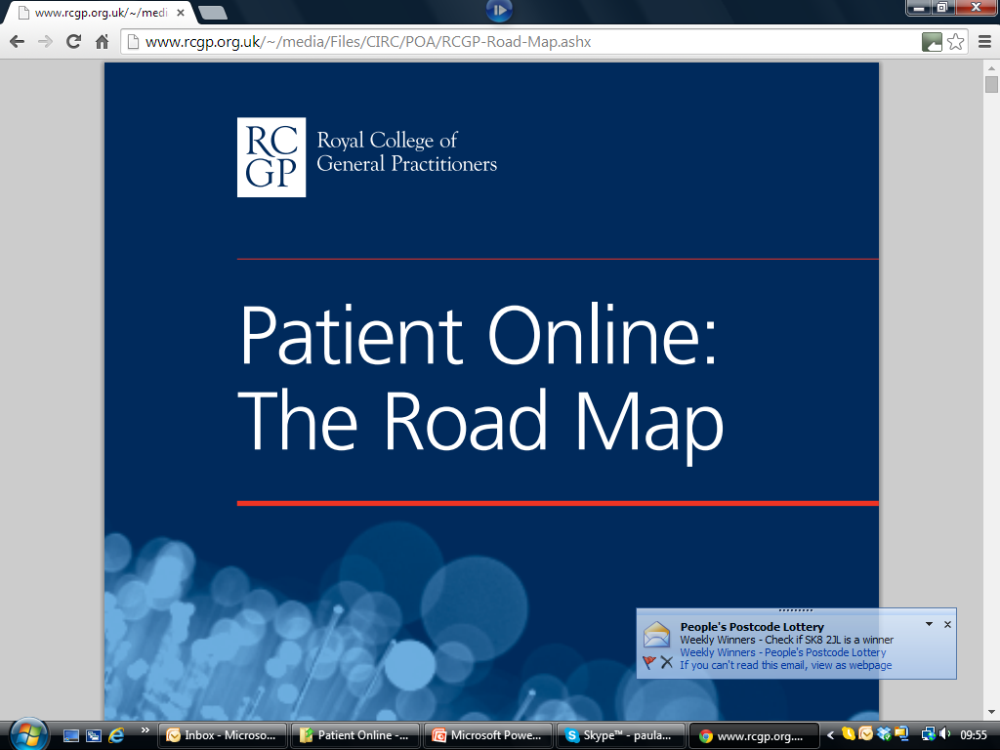 www.rcgp.org.uk/~/medi
www.rcgp.org.uk/~/media/Files/CIRC/POA/RCGP-Road-Map.ashx
RC
GP
Royal College of
General Practitioners
Patient Online:
The Road Map
People's Postcode Lottery
Weekly Winners - Check if SK8 2JL is a winner
Weekly Winners - People's Postcode Lottery
If you can't read this email, view as webpage
Inbox - Microso...
Patient Online -...
Microsoft Powe...
Skype™ - paula...
www.rcgp.org....
09:55